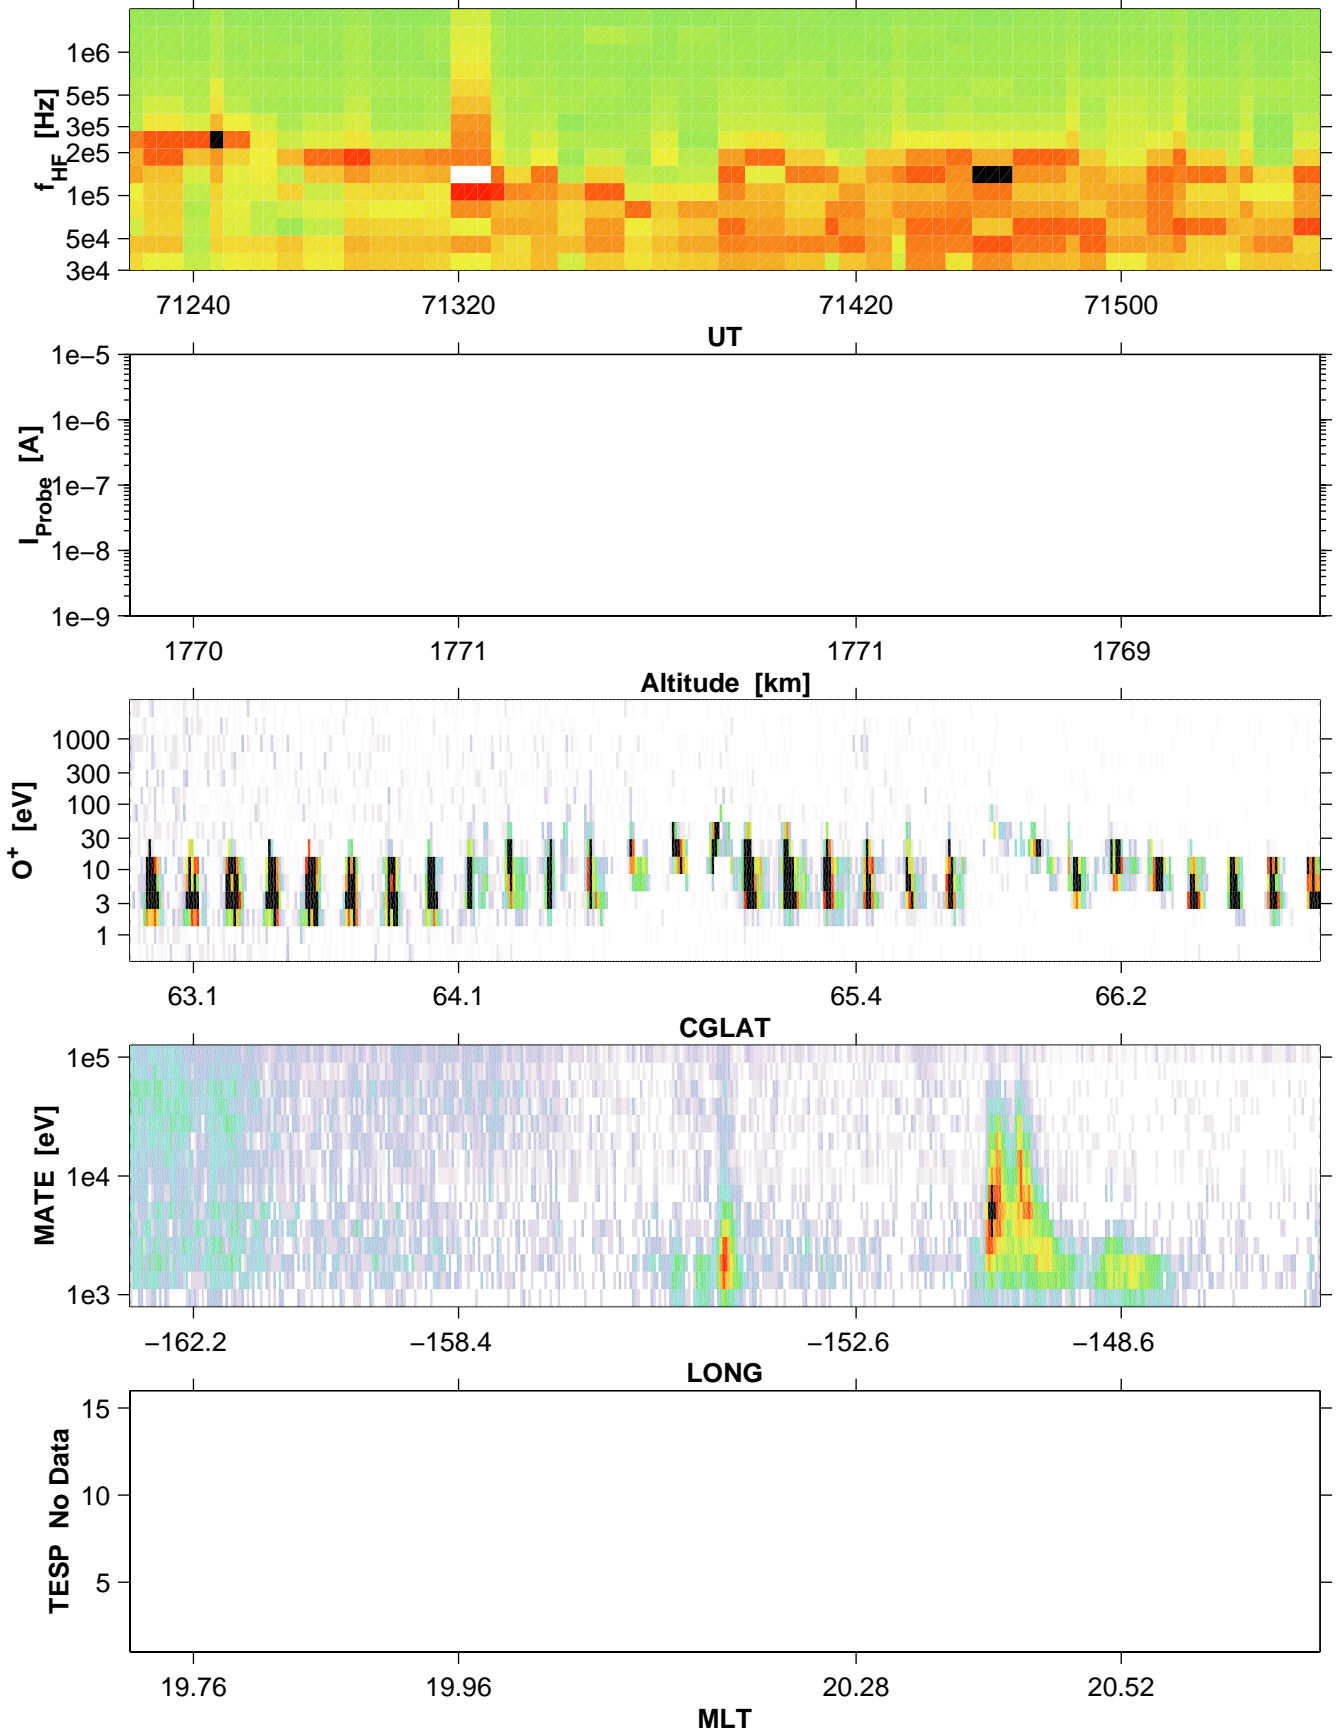 f_HF [Hz]
1e6
5e5
3e5
2e5
1e5
5e4
3e4
71240 71320 71420 71500
UT
I_Probe [A]
1e−5
1e−6
1e−7
1e−8
1e−9
1770 1771 1771 1769
Altitude [km]
O⁺ [eV]
1000
300
100
30
10
3
1
63.1 64.1 65.4 66.2
CGLAT
MATE [eV]
1e5
1e4
1e3
−162.2 −158.4 −152.6 −148.6
LONG
TESP No Data
15
10
5
19.76 19.96 20.28 20.52
MLT